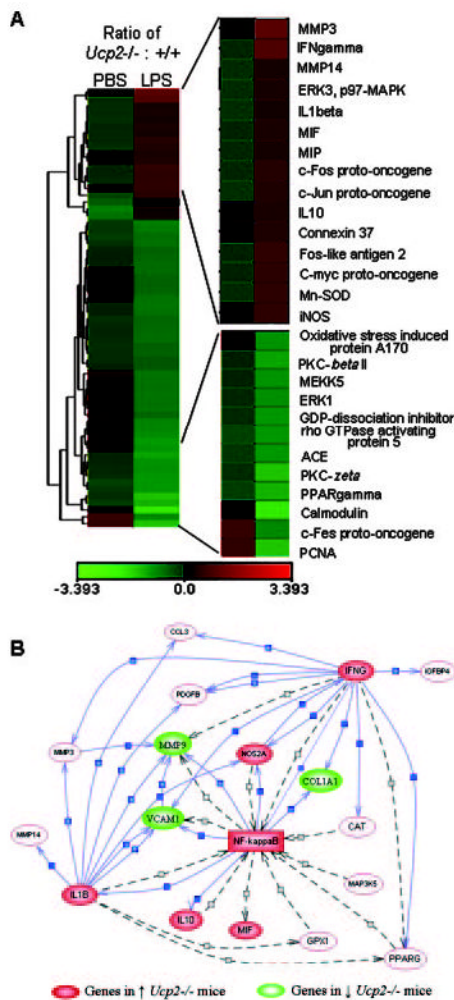 A
Ratio of
Ucp2-/- : +/+
PBS LPS
MMP3
IFNgamma
MMP14
ERK3, p97-MAPK
IL1beta
MIF
MIP
c-Fos proto-oncogene
c-Jun proto-oncogene
IL10
Connexin 37
Fos-like antigen 2
C-myc proto-oncogene
Mn-SOD
iNOS
Oxidative stress induced
protein A170
PKC-beta II
MEKK5
ERK1
GDP-dissociation inhibitor
rho GTPase activating
protein 5
ACE
PKC-zeta
PPARgamma
Calmodulin
c-Fes proto-oncogene
PCNA
-3.393 0.0 3.393
B
CCL3
IFNG
IGFBP4
PDGFB
MMP3
MMP9
NOS2A
COL1A1
VCAM1
MMP14
NF-kappaB
CAT
IL1B
MAP3K5
IL10
MIF
GPX1
PPARG
Genes in ↑ Ucp2-/- mice
Genes in ↓ Ucp2-/- mice